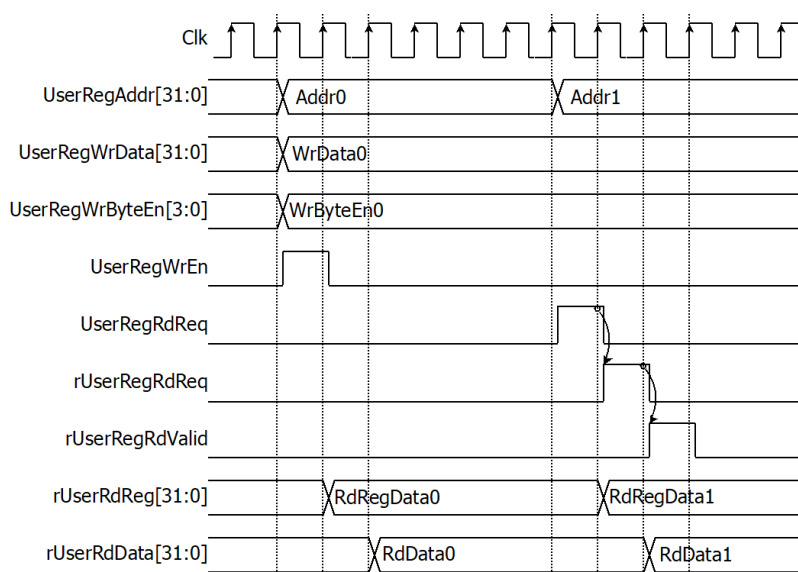 Clk
UserRegAddr[31:0] Addr0 Addr1
UserRegWrData[31:0] WrData0
UserRegWrByteEn[3:0] WrByteEn0
UserRegWrEn
UserRegRdReq
rUserRegRdReq
rUserRegRdValid
rUserRdReg[31:0] RdRegData0 RdRegData1
rUserRdData[31:0] RdData0 RdData1